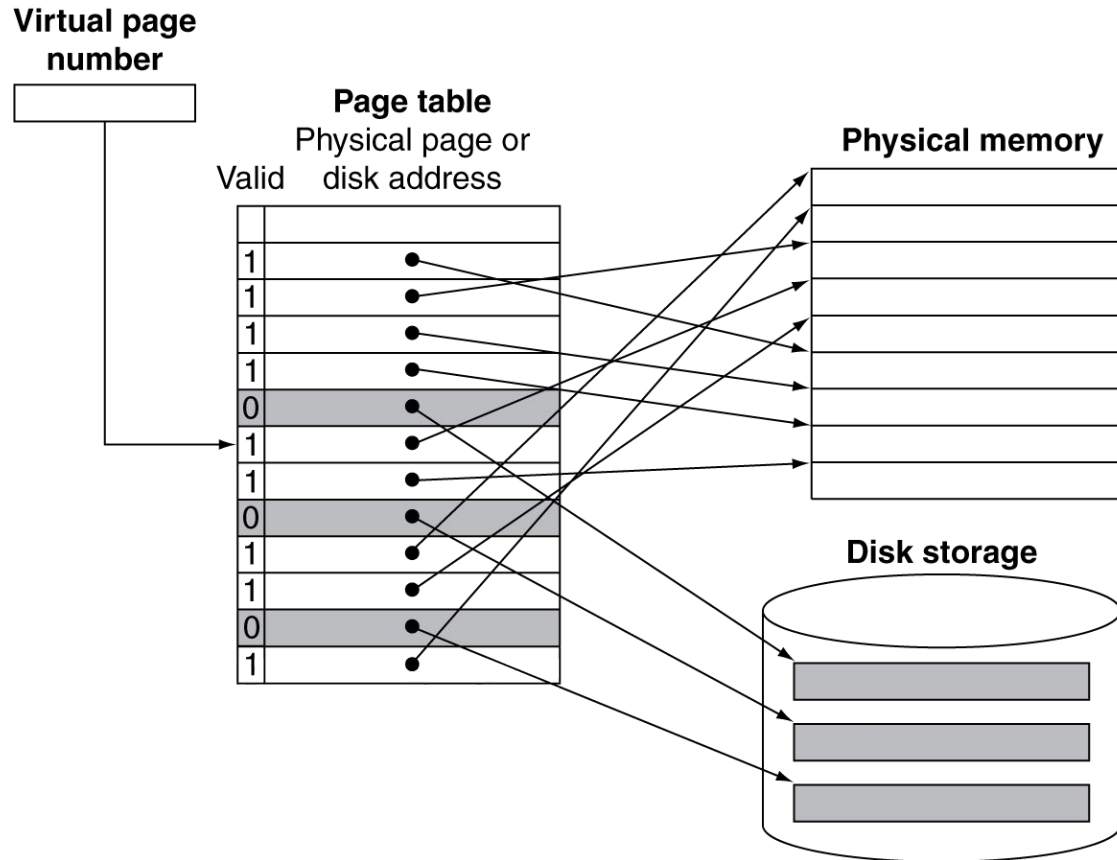 Virtual page
number
Page table
Physical page or
Valid disk address
1
1
1
1
0
1
1
0
1
1
0
1
Physical memory
Disk storage